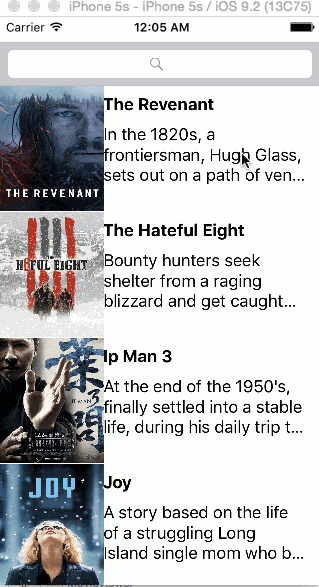 iPhone 5s - iPhone 5s / iOS 9.2 (13C75)
Carrier 12:05 AM
The Revenant
In the 1820s, a
frontiersman, Hugh Glass,
sets out on a path of ven...
THE REVENANT
The Hateful Eight
Bounty hunters seek
shelter from a raging
blizzard and get caught...
Ip Man 3
At the end of the 1950's,
finally settled into a stable
life, during his daily trip t...
葉問
3
Joy
A story based on the life
of a struggling Long
Island single mom who b...
JOY